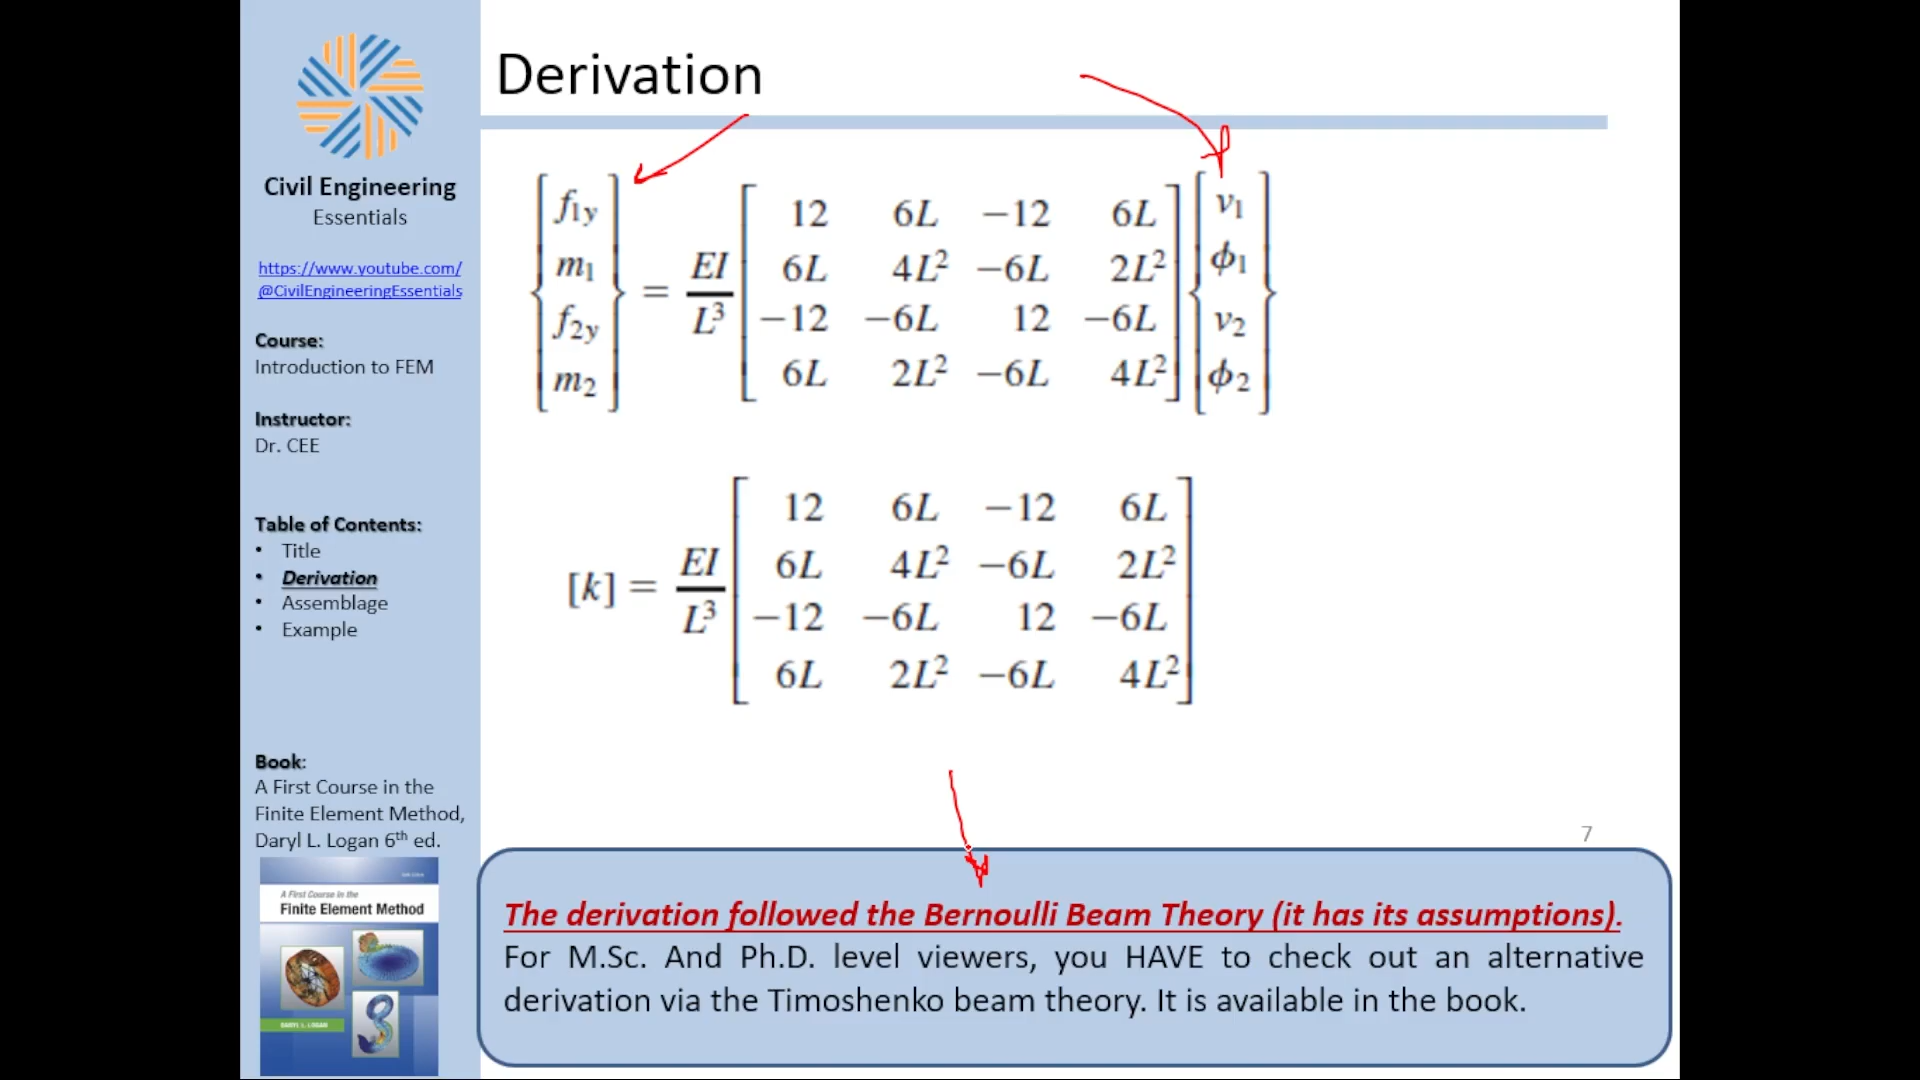 Civil Engineering
Essentials
https://www.youtube.com/
@CivilEngineeringEssentials
Course:
Introduction to FEM
Instructor:
Dr. CEE
Table of Contents:
• Title
• Derivation
• Assemblage
• Example
Book:
A First Course in the
Finite Element Method,
Daryl L. Logan 6th ed.
A First Course in the
Finite Element Method
DARYL L. LOGAN
Derivation
{f1y m1 f2y m2} = EI/L³ [12 6L −12 6L
6L 4L² −6L 2L²
−12 −6L 12 −6L
6L 2L² −6L 4L²] {v1 ϕ1 v2 ϕ2}
[k] = EI/L³ [12 6L −12 6L
6L 4L² −6L 2L²
−12 −6L 12 −6L
6L 2L² −6L 4L²]
7
The derivation followed the Bernoulli Beam Theory (it has its assumptions).
For M.Sc. And Ph.D. level viewers, you HAVE to check out an alternative
derivation via the Timoshenko beam theory. It is available in the book.